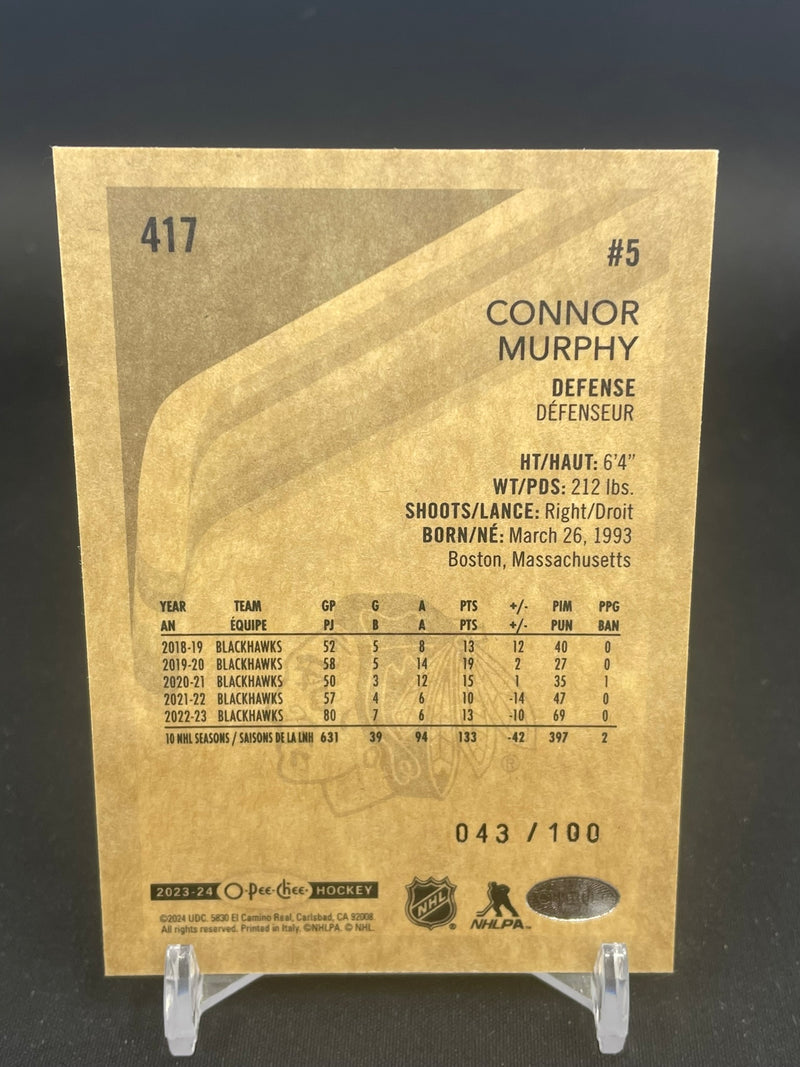 417
#5
CONNOR
MURPHY
DEFENSE
DÉFENSEUR
HT/HAUT: 6'4"
WT/PDS: 212 lbs.
SHOOTS/LANCE: Right/Droit
BORN/NÉ: March 26, 1993
Boston, Massachusetts
YEAR TEAM GP G A PTS +/- PIM PPG
AN ÉQUIPE PJ B A PTS +/- PUN BAN
2018-19 BLACKHAWKS 52 5 8 13 12 40 0
2019-20 BLACKHAWKS 58 5 14 19 2 27 0
2020-21 BLACKHAWKS 50 3 12 15 1 35 1
2021-22 BLACKHAWKS 57 4 6 10 -14 47 0
2022-23 BLACKHAWKS 80 7 6 13 -10 69 0
10 NHL SEASONS / SAISONS DE LA LNH 631 39 94 133 -42 397 2
®
043 / 100
2023-24 O-Pee-Chee® HOCKEY NHL® NHLPA™
©2024 UDC. 5830 El Camino Real, Carlsbad, CA 92008.
All rights reserved. Printed in Italy. ©NHLPA. © NHL.